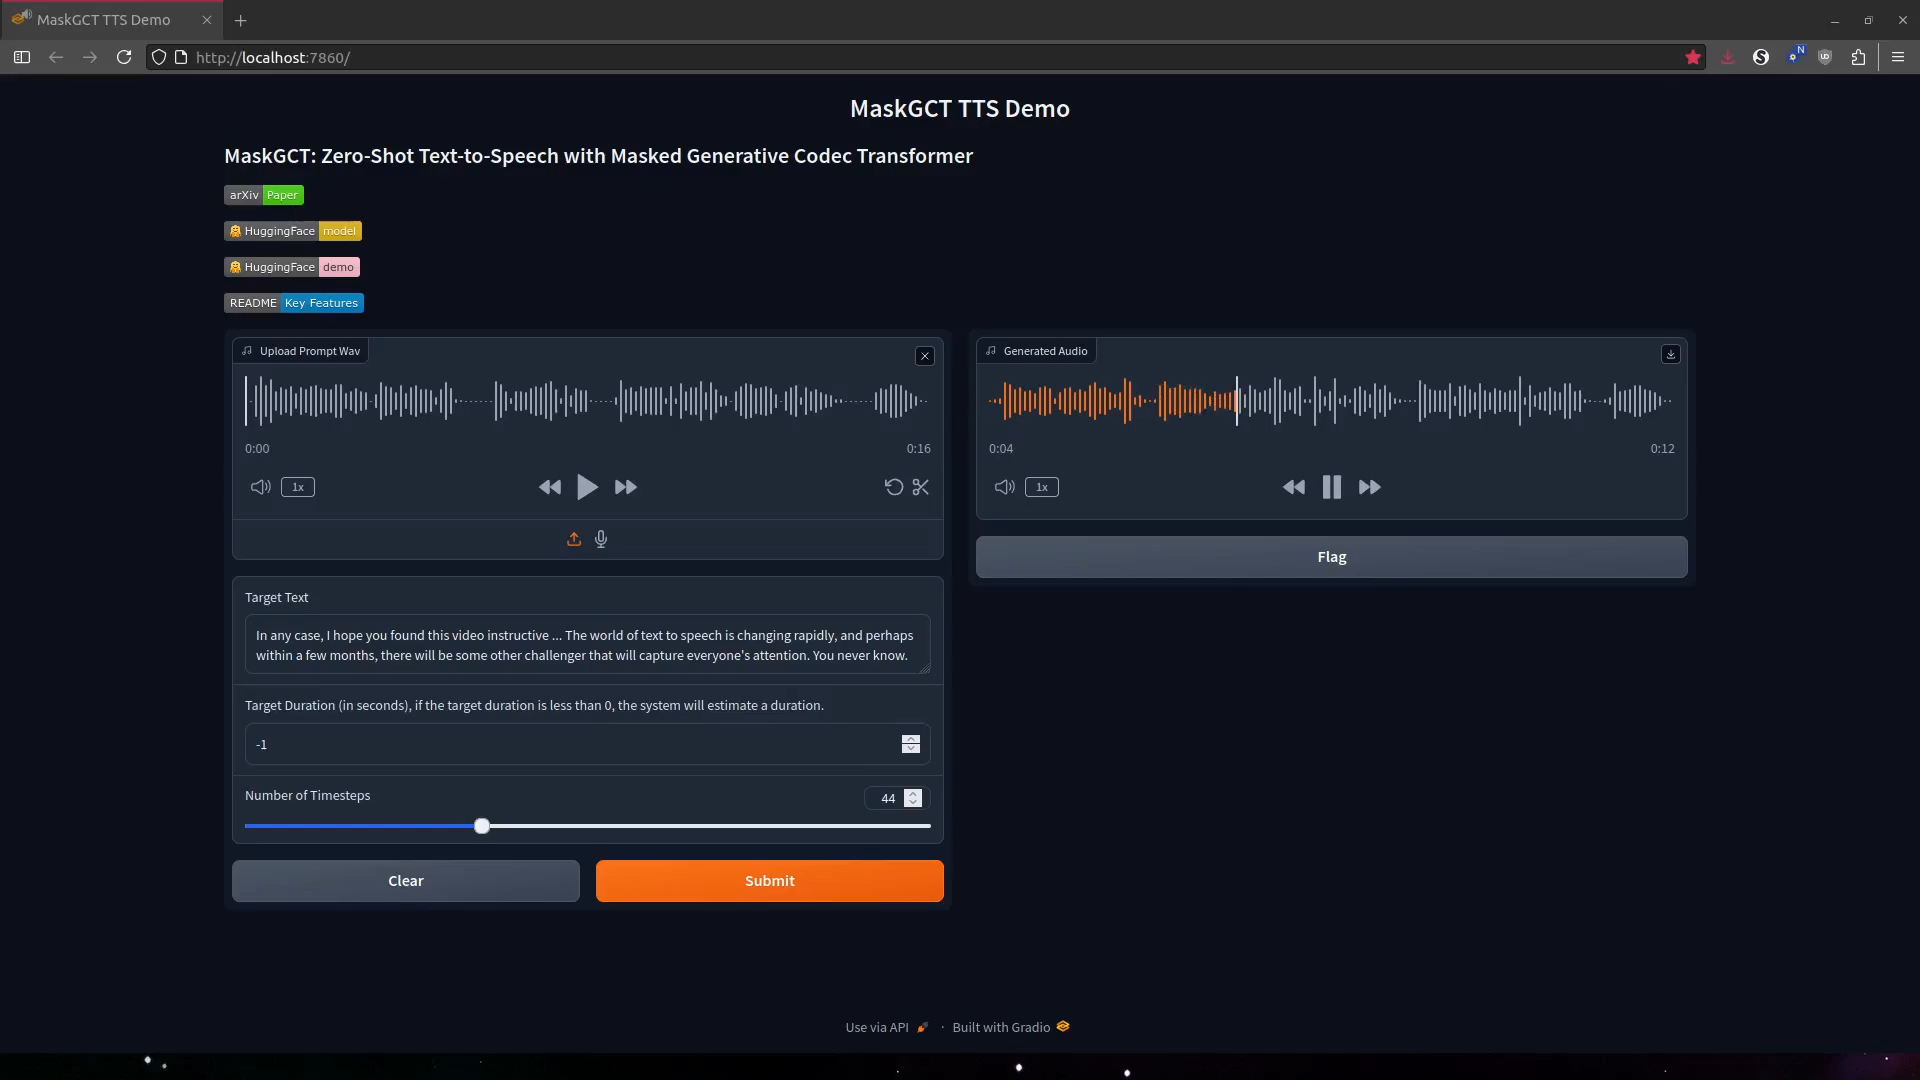 MaskGCT TTS Demo
http://localhost:7860/
N
MaskGCT TTS Demo
MaskGCT: Zero-Shot Text-to-Speech with Masked Generative Codec Transformer
arXiv Paper
HuggingFace model
HuggingFace demo
README Key Features
Upload Prompt Wav
0:00 0:16
1x
Generated Audio
0:04 0:12
1x
Flag
Target Text
In any case, I hope you found this video instructive ... The world of text to speech is changing rapidly, and perhaps
within a few months, there will be some other challenger that will capture everyone's attention. You never know.
Target Duration (in seconds), if the target duration is less than 0, the system will estimate a duration.
-1
Number of Timesteps 44
Clear Submit
Use via API · Built with Gradio